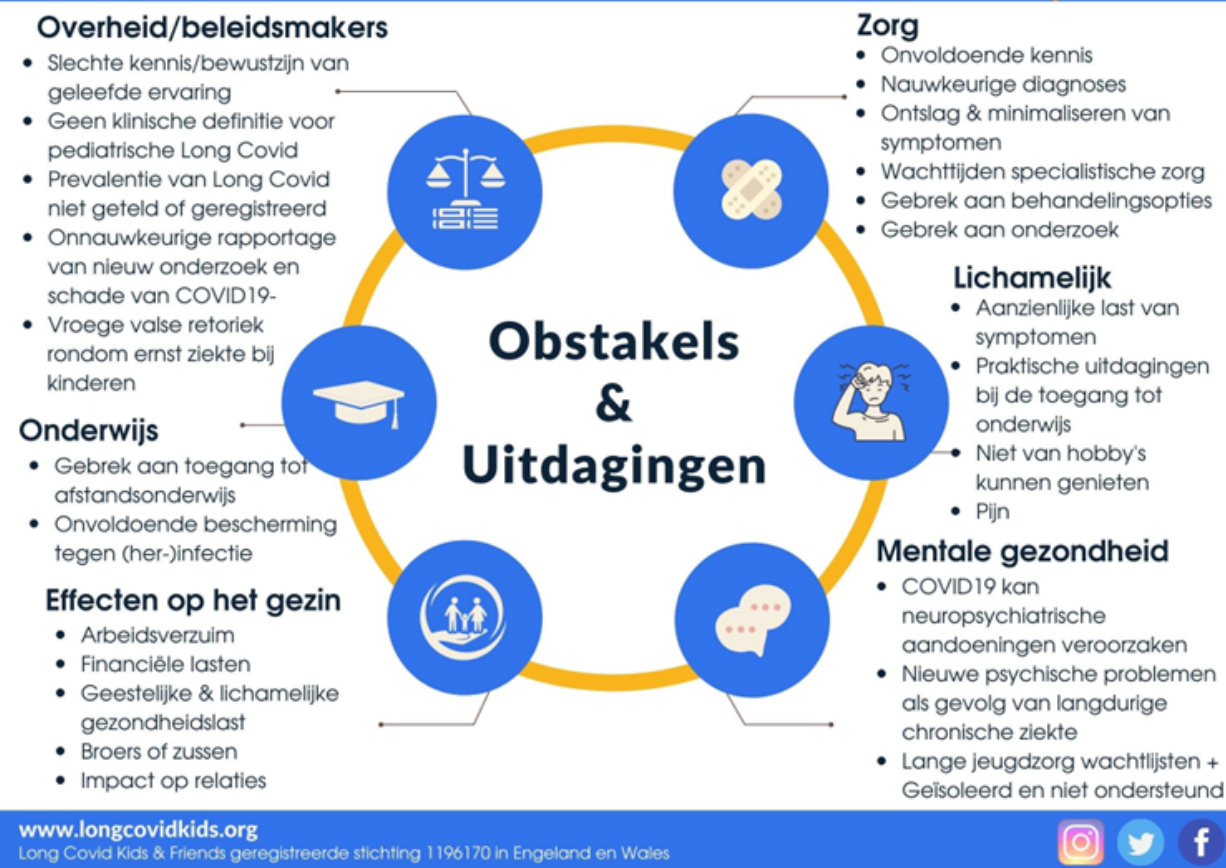 Overheid/beleidsmakers
• Slechte kennis/bewustzijn van
geleefde ervaring
• Geen klinische definitie voor
pediatrische Long Covid
• Prevalentie van Long Covid
niet geteld of geregistreerd
• Onnauwkeurige rapportage
van nieuw onderzoek en
schade van COVID19-
• Vroege valse retoriek
rondom ernst ziekte bij
kinderen
Onderwijs
• Gebrek aan toegang tot
afstandsonderwijs
• Onvoldoende bescherming
tegen (her-)infectie
Effecten op het gezin
• Arbeidsverzuim
• Financiële lasten
• Geestelijke & lichamelijke
gezondheidslast
• Broers of zussen
• Impact op relaties
Obstakels
&
Uitdagingen
Zorg
• Onvoldoende kennis
• Nauwkeurige diagnoses
• Ontslag & minimaliseren van
symptomen
• Wachttijden specialistische zorg
• Gebrek aan behandelingsopties
• Gebrek aan onderzoek
Lichamelijk
• Aanzienlijke last van
symptomen
• Praktische uitdagingen
bij de toegang tot
onderwijs
• Niet van hobby's
kunnen genieten
• Pijn
Mentale gezondheid
• COVID19 kan
neuropsychiatrische
aandoeningen veroorzaken
• Nieuwe psychische problemen
als gevolg van langdurige
chronische ziekte
• Lange jeugdzorg wachtlijsten +
Geïsoleerd en niet ondersteund
www.longcovidkids.org
Long Covid Kids & Friends geregistreerde stichting 1196170 in Engeland en Wales